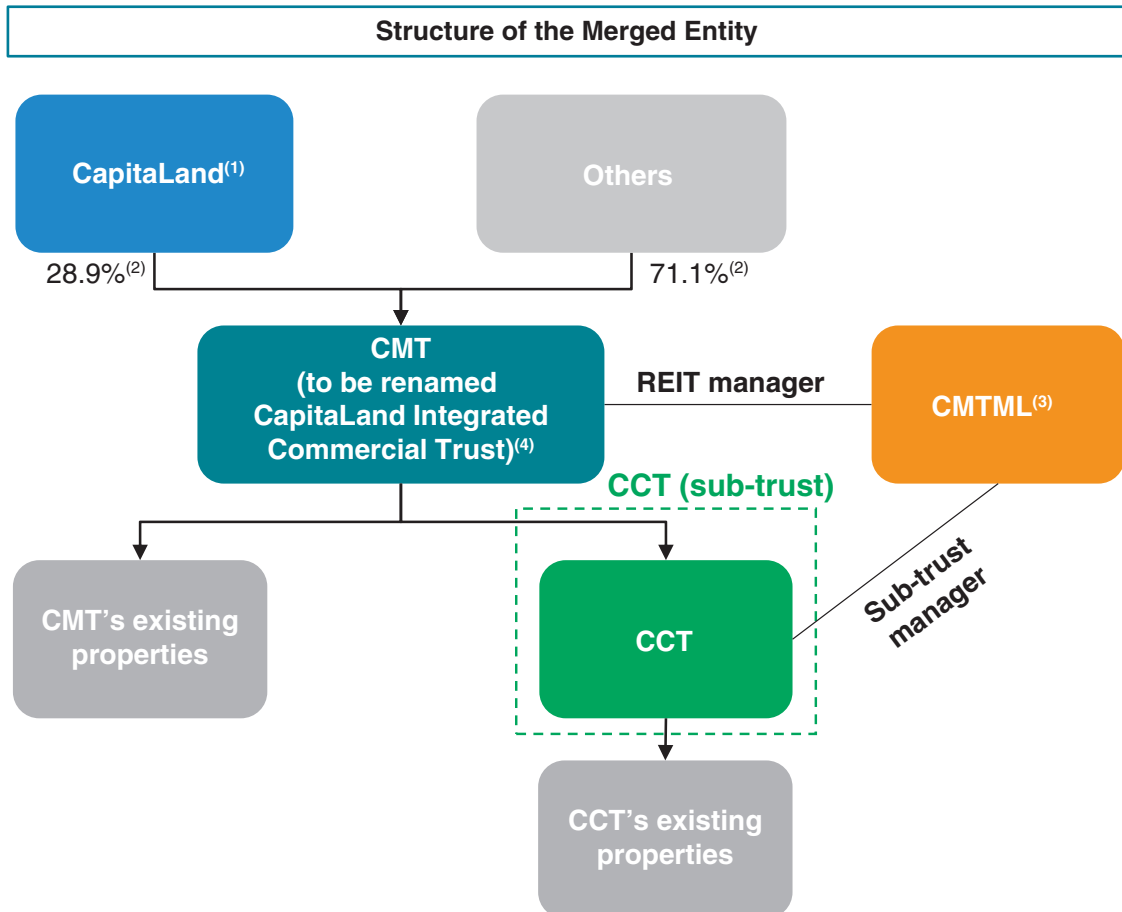 Structure of the Merged Entity
CapitaLand(1)
Others
28.9%(2)
71.1%(2)
CMT
(to be renamed
CapitaLand Integrated
Commercial Trust)(4)
REIT manager
CMTML(3)
CCT (sub-trust)
Sub-trust
manager
CMT’s existing
properties
CCT
CCT’s existing
properties